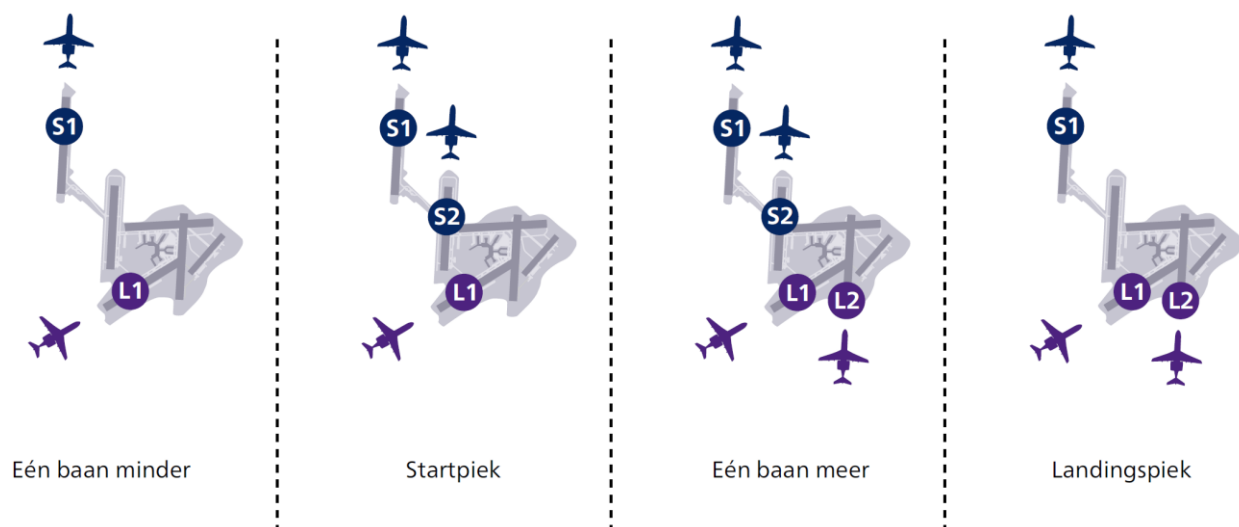 S1
L1
Eén baan minder
S1
S2
L1
Startpiek
S1
S2
L1
L2
Eén baan meer
S1
L1
L2
Landingspiek